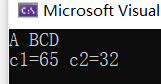 Microsoft Visual
A BCD
c1=65 c2=32